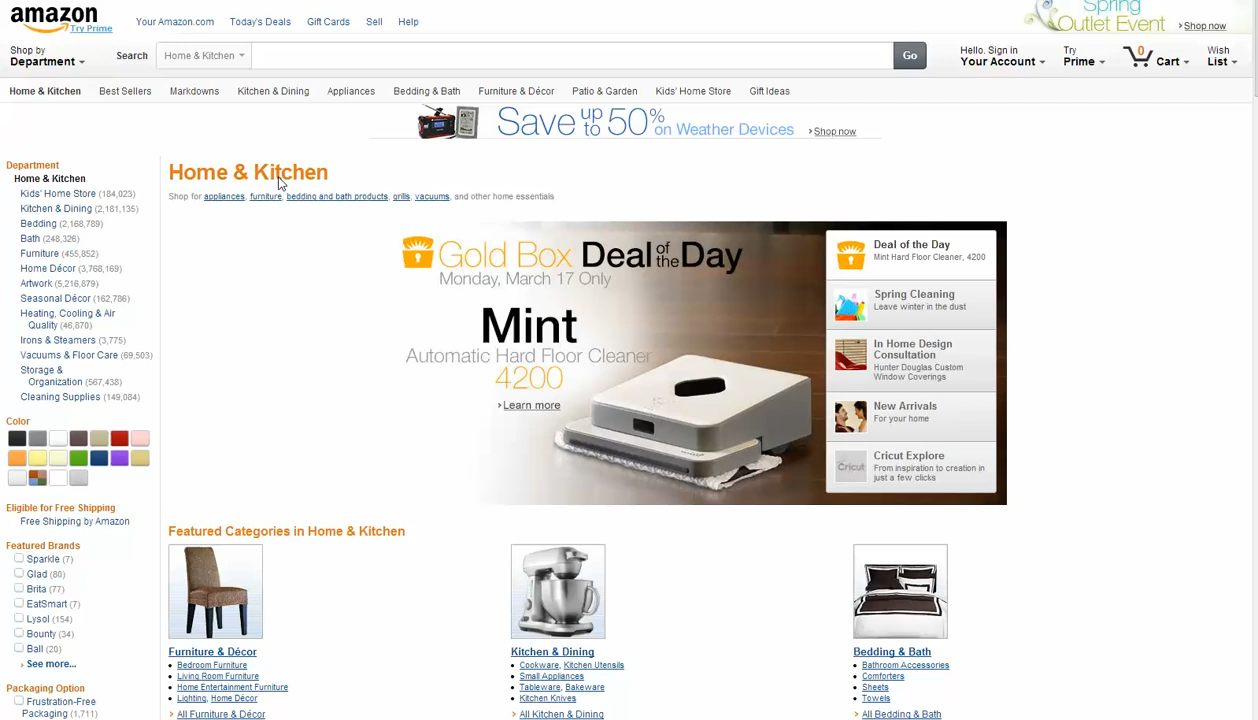 amazon
Try Prime
Your Amazon.com Today's Deals Gift Cards Sell Help
Spring
Outlet Event
Shop now
Shop by
Department
Search
Home & Kitchen
Go
Hello. Sign in
Your Account
Try
Prime
0
Cart
Wish
List
Home & Kitchen Best Sellers Markdowns Kitchen & Dining Appliances Bedding & Bath Furniture & Décor Patio & Garden Kids' Home Store Gift Ideas
Save up to 50% on Weather Devices
Shop now
Department
Home & Kitchen
Kids' Home Store (184,023)
Kitchen & Dining (2,181,135)
Bedding (2,168,789)
Bath (248,326)
Furniture (455,852)
Home Décor (3,768,169)
Artwork (5,216,879)
Seasonal Décor (162,786)
Heating, Cooling & Air
Quality (46,870)
Irons & Steamers (3,775)
Vacuums & Floor Care (69,503)
Storage &
Organization (567,438)
Cleaning Supplies (149,084)
Color
Eligible for Free Shipping
Free Shipping by Amazon
Featured Brands
Sparkle (7)
Glad (80)
Brita (77)
EatSmart (7)
Lysol (154)
Bounty (34)
Ball (20)
See more...
Packaging Option
Frustration-Free
Packaging (1,711)
Home & Kitchen
Shop for appliances, furniture, bedding and bath products, grills, vacuums, and other home essentials
Gold Box Deal of the Day
Monday, March 17 Only
Mint
Automatic Hard Floor Cleaner
4200
Learn more
Deal of the Day
Mint Hard Floor Cleaner, 4200
Spring Cleaning
Leave winter in the dust
In Home Design
Consultation
Hunter Douglas Custom
Window Coverings
New Arrivals
For your home
Cricut
Cricut Explore
From inspiration to creation in
just a few clicks
Featured Categories in Home & Kitchen
Furniture & Décor
Bedroom Furniture
Living Room Furniture
Home Entertainment Furniture
Lighting, Home Décor
All Furniture & Décor
Kitchen & Dining
Cookware, Kitchen Utensils
Small Appliances
Tableware, Bakeware
Kitchen Knives
All Kitchen & Dining
Bedding & Bath
Bathroom Accessories
Comforters
Sheets
Towels
All Bedding & Bath